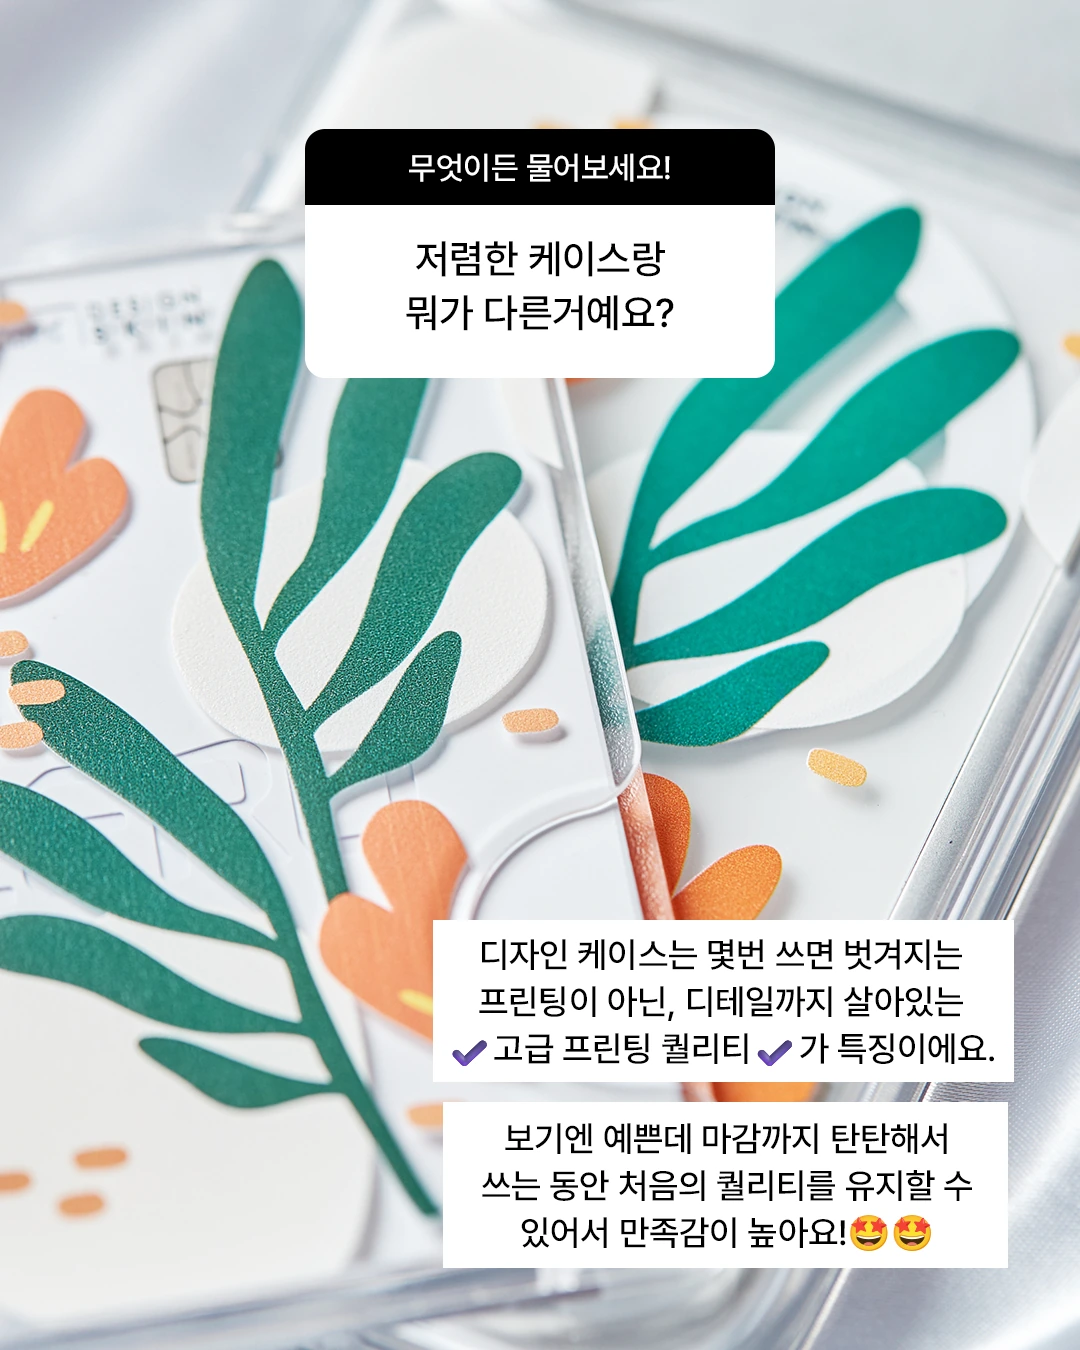 무엇이든 물어보세요!
저렴한 케이스랑
뭐가 다른거예요?
DESIGN
SKIN
디자인 케이스는 몇번 쓰면 벗겨지는
프린팅이 아닌, 디테일까지 살아있는
✔고급 프린팅 퀄리티✔가 특징이에요.
보기엔 예쁜데 마감까지 탄탄해서
쓰는 동안 처음의 퀄리티를 유지할 수
있어서 만족감이 높아요!🤩🤩